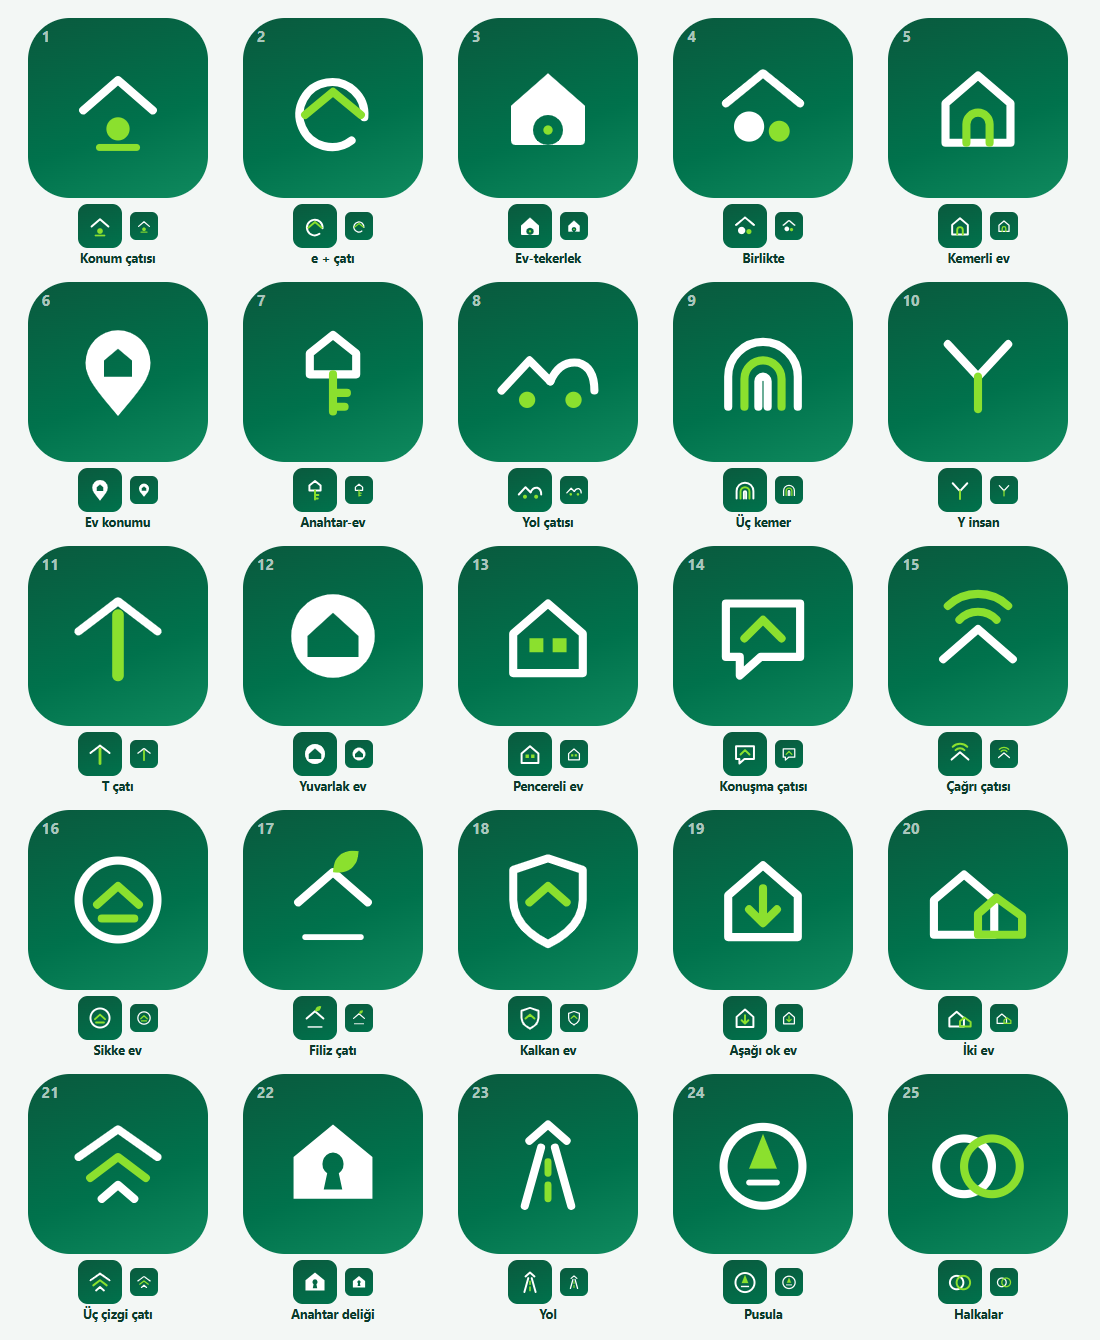 1 2 3 4 5
Konum çatısı e + çatı Ev-tekerlek Birlikte Kemerli ev
6 7 8 9 10
Ev konumu Anahtar-ev Yol çatısı Üç kemer Y insan
11 12 13 14 15
T çatı Yuvarlak ev Pencereli ev Konuşma çatısı Çağrı çatısı
16 17 18 19 20
Sikke ev Filiz çatı Kalkan ev Aşağı ok ev İki ev
21 22 23 24 25
Üç çizgi çatı Anahtar deliği Yol Pusula Halkalar